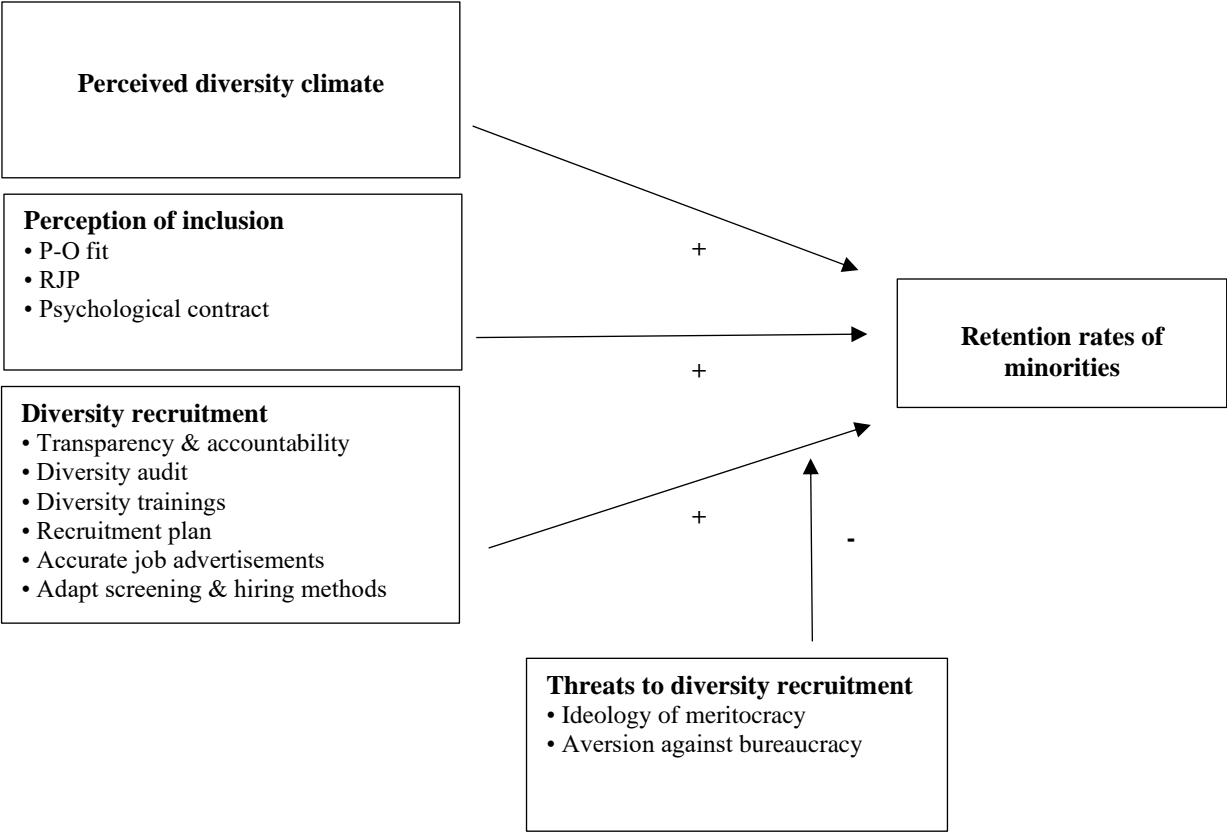 Perceived diversity climate
Perception of inclusion
• P-O fit
• RJP
• Psychological contract
Diversity recruitment
• Transparency & accountability
• Diversity audit
• Diversity trainings
• Recruitment plan
• Accurate job advertisements
• Adapt screening & hiring methods
+
+
+
-
Retention rates of
minorities
Threats to diversity recruitment
• Ideology of meritocracy
• Aversion against bureaucracy